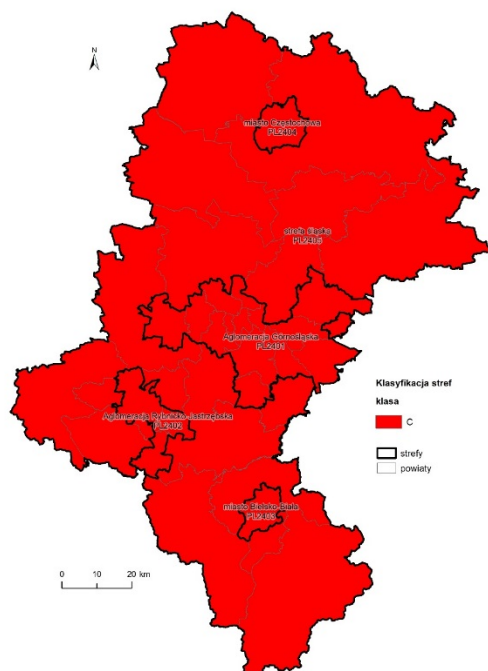 N
miasto Częstochowa
PL2404
strefa śląska
PL2405
Aglomeracja Górnośląska
PL2401
Klasyfikacja stref
klasa
C
Aglomeracja Rybnicko-Jastrzębska
PL2402
strefy
powiaty
miasto Bielsko-Biała
PL2403
0 10 20 km